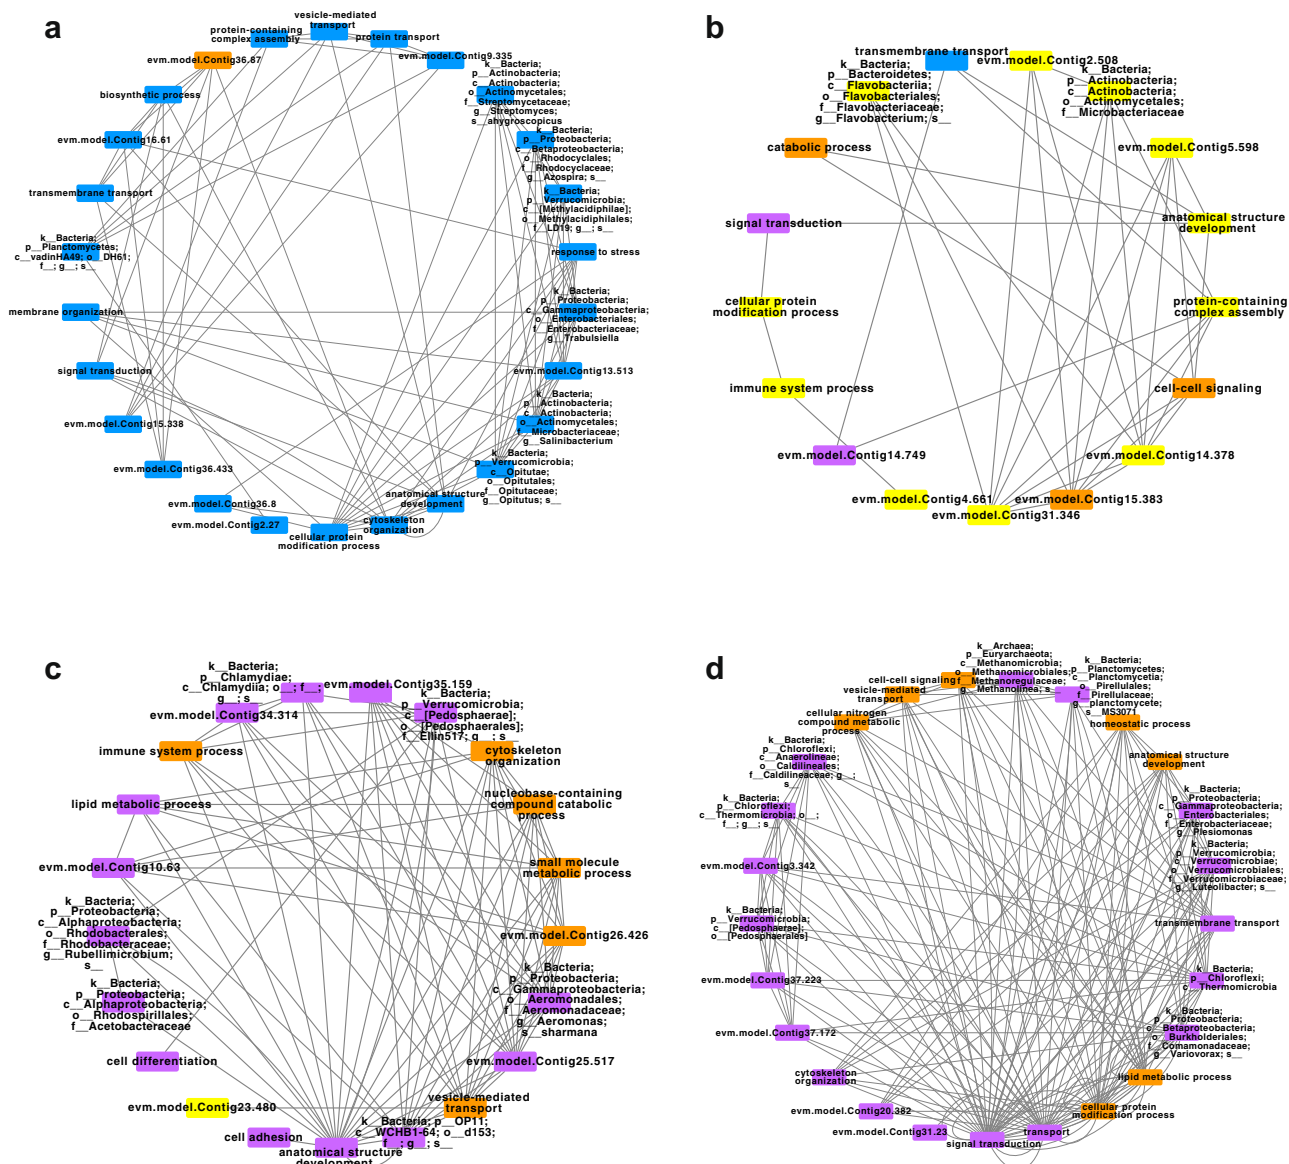 a
vesicle-mediated
transport
protein-containing
complex assembly
protein transport
evm.model.Contig9.335
evm.model.Contig36.87
k__Bacteria;
p__Actinobacteria;
c__Actinobacteria;
o__Actinomycetales;
f__Streptomycetaceae;
g__Streptomyces;
s__ahygroscopicus
biosynthetic process
evm.model.Contig16.61
k__Bacteria;
p__Proteobacteria;
c__Betaproteobacteria;
o__Rhodocyclales;
f__Rhodocyclaceae;
g__Azospira; s__
transmembrane transport
k__Bacteria;
p__Verrucomicrobia;
c__[Methylacidiphilae];
o__Methylacidiphilales;
f__LD19; g__; s__
k__Bacteria;
p__Planctomycetes;
c__vadinHA49; o__DH61;
f__; g__; s__
response to stress
membrane organization
k__Bacteria;
p__Proteobacteria;
c__Gammaproteobacteria;
o__Enterobacteriales;
f__Enterobacteriaceae;
g__Trabulsiella
signal transduction
evm.model.Contig13.513
evm.model.Contig15.338
k__Bacteria;
p__Actinobacteria;
c__Actinobacteria;
o__Actinomycetales;
f__Microbacteriaceae;
g__Salinibacterium
evm.model.Contig36.433
k__Bacteria;
p__Verrucomicrobia;
c__Opitutae;
o__Opitutales;
f__Opitutaceae;
g__Opitutus; s__
evm.model.Contig36.8
anatomical structure
development
evm.model.Contig2.27
cellular protein
modification process
cytoskeleton
organization
b
transmembrane transport
evm.model.Contig2.508
k__Bacteria;
p__Bacteroidetes;
c__Flavobacteriia;
o__Flavobacteriales;
f__Flavobacteriaceae;
g__Flavobacterium; s__
k__Bacteria;
p__Actinobacteria;
c__Actinobacteria;
o__Actinomycetales;
f__Microbacteriaceae
catabolic process
evm.model.Contig5.598
signal transduction
anatomical structure
development
cellular protein
modification process
protein-containing
complex assembly
immune system process
cell-cell signaling
evm.model.Contig14.749
evm.model.Contig14.378
evm.model.Contig4.661
evm.model.Contig15.383
evm.model.Contig31.346
c
k__Bacteria;
p__Chlamydiae;
c__Chlamydiia; o__; f__;
g__; s__
evm.model.Contig35.159
evm.model.Contig34.314
k__Bacteria;
p__Verrucomicrobia;
c__[Pedosphaerae];
o__[Pedosphaerales];
f__Ellin517; g__; s__
immune system process
cytoskeleton
organization
lipid metabolic process
nucleobase-containing
compound catabolic
process
evm.model.Contig10.63
small molecule
metabolic process
k__Bacteria;
p__Proteobacteria;
c__Alphaproteobacteria;
o__Rhodobacterales;
f__Rhodobacteraceae;
g__Rubellimicrobium;
s__
evm.model.Contig26.426
k__Bacteria;
p__Proteobacteria;
c__Alphaproteobacteria;
o__Rhodospirillales;
f__Acetobacteraceae
k__Bacteria;
p__Proteobacteria;
c__Gammaproteobacteria;
o__Aeromonadales;
f__Aeromonadaceae;
g__Aeromonas;
s__sharmana
cell differentiation
evm.model.Contig25.517
evm.model.Contig23.480
vesicle-mediated
transport
cell adhesion
k__Bacteria; p__OP11;
c__WCHB1-64; o__d153;
f__; g__; s__
anatomical structure
development
d
k__Archaea;
p__Euryarchaeota;
c__Methanomicrobia;
o__Methanomicrobiales;
f__Methanoregulaceae;
g__Methanolinea; s__
cell-cell signaling
vesicle-mediated
transport
k__Bacteria;
p__Planctomycetes;
c__Planctomycetia;
o__Pirellulales;
f__Pirellulaceae;
g__planctomycete;
s__MS3071
cellular nitrogen
compound metabolic
process
homeostatic process
k__Bacteria;
p__Chloroflexi;
c__Anaerolineae;
o__Caldilineales;
f__Caldilineaceae; g__;
s__
anatomical structure
development
k__Bacteria;
p__Chloroflexi;
c__Thermomicrobia; o__;
f__; g__; s__
k__Bacteria;
p__Proteobacteria;
c__Gammaproteobacteria;
o__Enterobacteriales;
f__Enterobacteriaceae;
g__Plesiomonas
evm.model.Contig3.342
k__Bacteria;
p__Verrucomicrobia;
c__Verrucomicrobiae;
o__Verrucomicrobiales;
f__Verrucomicrobiaceae;
g__Luteolibacter; s__
k__Bacteria;
p__Verrucomicrobia;
c__[Pedosphaerae];
o__[Pedosphaerales]
transmembrane transport
evm.model.Contig37.223
k__Bacteria;
p__Chloroflexi;
c__Thermomicrobia
evm.model.Contig37.172
k__Bacteria;
p__Proteobacteria;
c__Betaproteobacteria;
o__Burkholderiales;
f__Comamonadaceae;
g__Variovorax; s__
cytoskeleton
organization
lipid metabolic process
evm.model.Contig20.382
cellular protein
modification process
evm.model.Contig31.23
transport
signal transduction